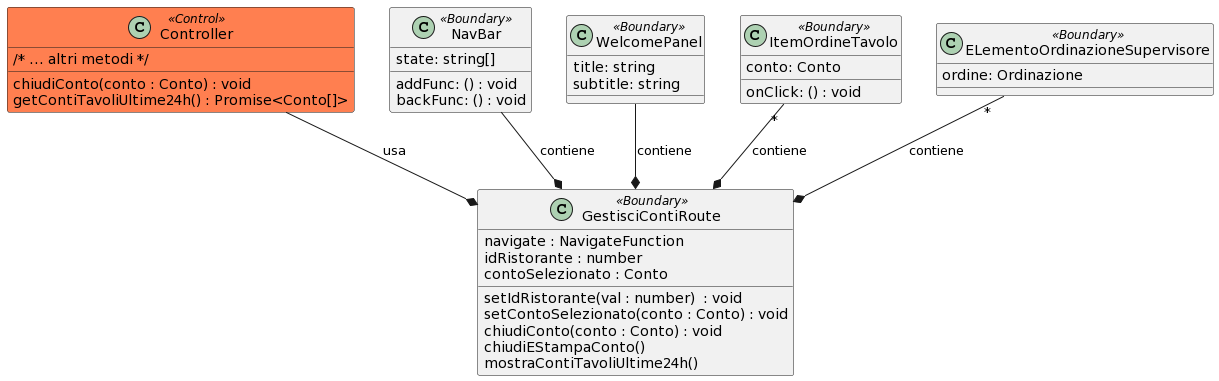 C «Control»
Controller
/* ... altri metodi */
chiudiConto(conto : Conto) : void
getContiTavoliUltime24h() : Promise<Conto[]>
C «Boundary»
NavBar
state: string[]
addFunc: () : void
backFunc: () : void
C «Boundary»
WelcomePanel
title: string
subtitle: string
C «Boundary»
ItemOrdineTavolo
conto: Conto
onClick: () : void
C «Boundary»
ELementoOrdinazioneSupervisore
ordine: Ordinazione
*
*
usa
contiene
contiene
contiene
contiene
C «Boundary»
GestisciContiRoute
navigate : NavigateFunction
idRistorante : number
contoSelezionato : Conto
setIdRistorante(val : number)  : void
setContoSelezionato(conto : Conto) : void
chiudiConto(conto : Conto) : void
chiudiEStampaConto()
mostraContiTavoliUltime24h()